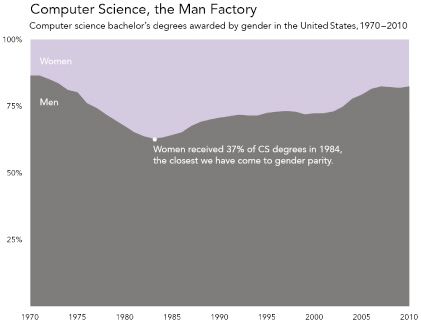 Computer Science, the Man Factory
Computer science bachelor's degrees awarded by gender in the United States, 1970–2010
100%
Women
Men
75%
Women received 37% of CS degrees in 1984,
the closest we have come to gender parity.
50%
25%
1970 1975 1980 1985 1990 1995 2000 2005 2010